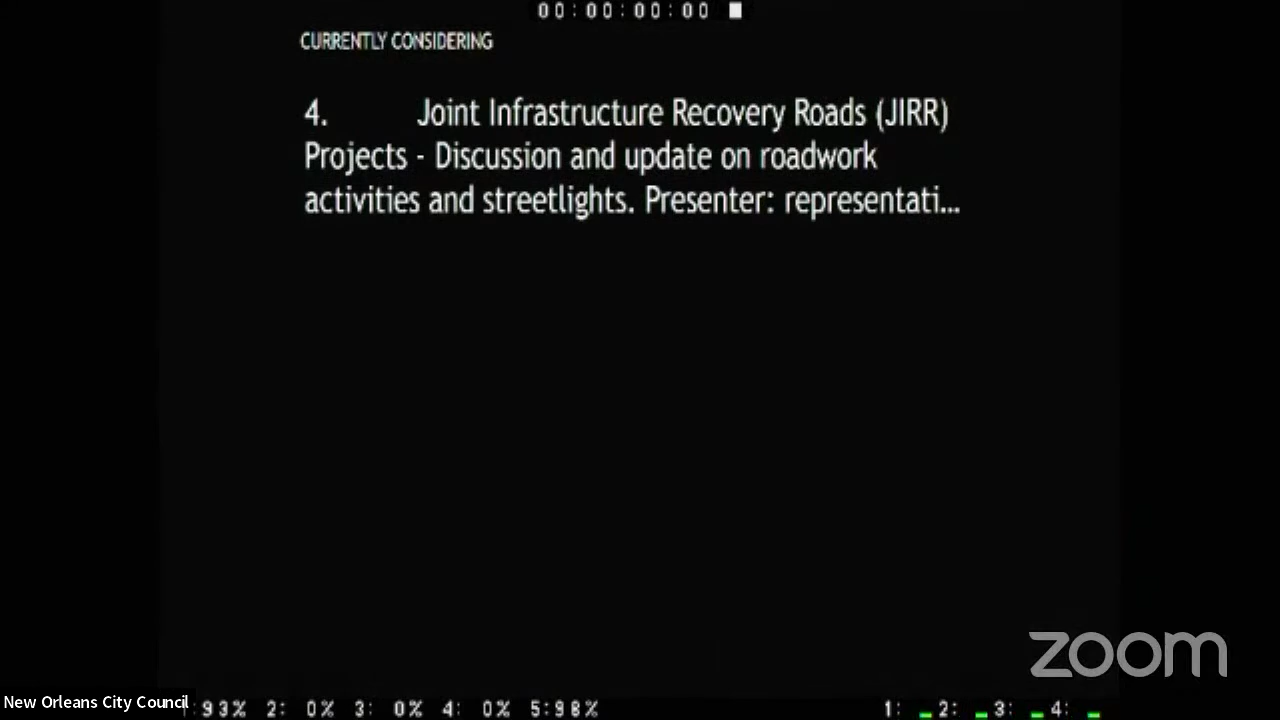 00:00:00:00
CURRENTLY CONSIDERING
4. Joint Infrastructure Recovery Roads (JIRR)
Projects - Discussion and update on roadwork
activities and streetlights. Presenter: representati...
zoom
New Orleans City Council
:93% 2: 0% 3: 0% 4: 0% 5:98% 1: 2: 3: 4: